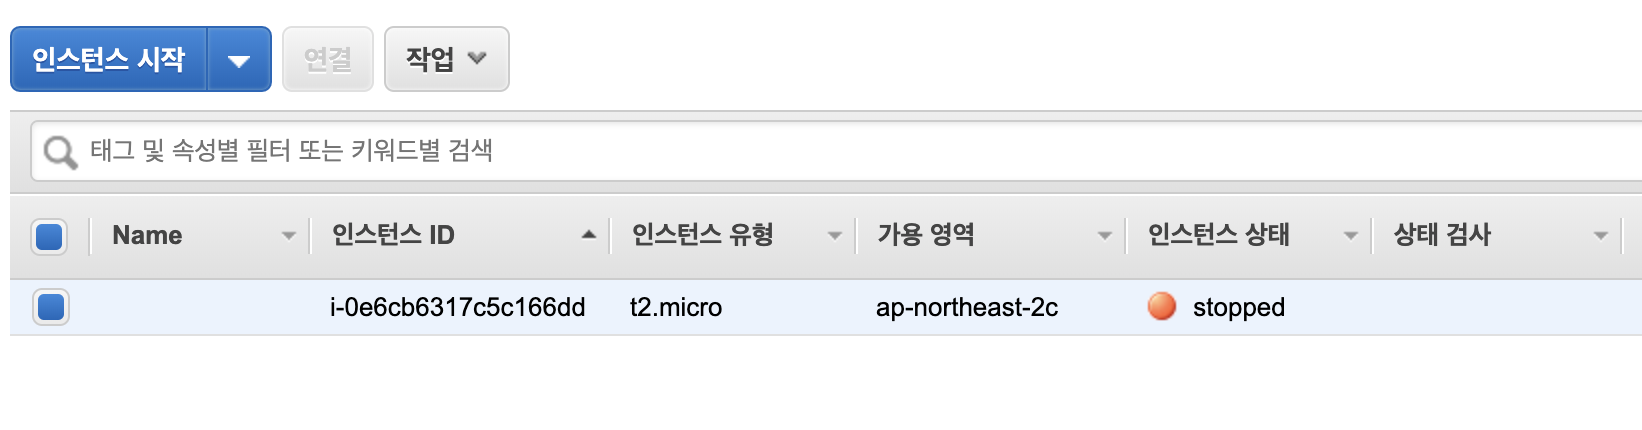 인스턴스 시작 연결 작업
태그 및 속성별 필터 또는 키워드별 검색
Name 인스턴스 ID 인스턴스 유형 가용 영역 인스턴스 상태 상태 검사
i-0e6cb6317c5c166dd t2.micro ap-northeast-2c stopped